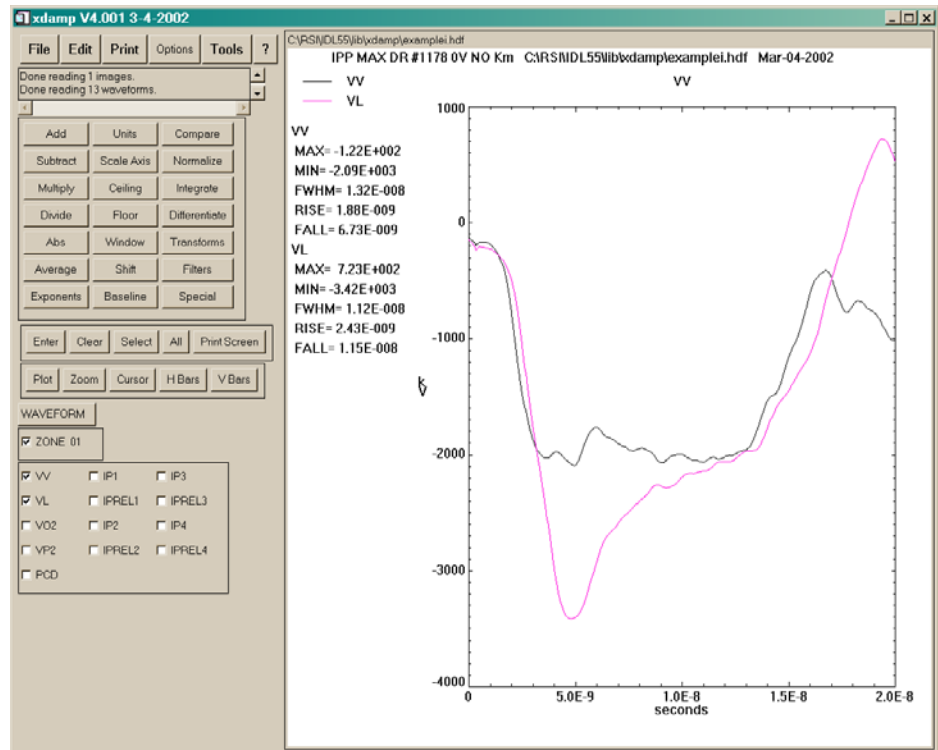 xdamp V4.001 3-4-2002
File Edit Print Options Tools ?
Done reading 1 images.
Done reading 13 waveforms.
Add Units Compare
Subtract Scale Axis Normalize
Multiply Ceiling Integrate
Divide Floor Differentiate
Abs Window Transforms
Average Shift Filters
Exponents Baseline Special
Enter Clear Select All Print Screen
Plot Zoom Cursor H Bars V Bars
WAVEFORM
ZONE 01
VV IP1 IP3
VL IPREL1 IPREL3
VO2 IP2 IP4
VP2 IPREL2 IPREL4
PCD
C:\RSI\IDL55\lib\xdamp\examplei.hdf
IPP MAX DR #1178 0V NO Km C:\RSI\IDL55\lib\xdamp\examplei.hdf Mar-04-2002
VV
VL
VV
VV
MAX= -1.22E+002
MIN= -2.09E+003
FWHM= 1.32E-008
RISE= 1.88E-009
FALL= 6.73E-009
VL
MAX= 7.23E+002
MIN= -3.42E+003
FWHM= 1.12E-008
RISE= 2.43E-009
FALL= 1.15E-008
kV
1000
0
-1000
-2000
-3000
-4000
0 5.0E-9 1.0E-8 1.5E-8 2.0E-8
seconds